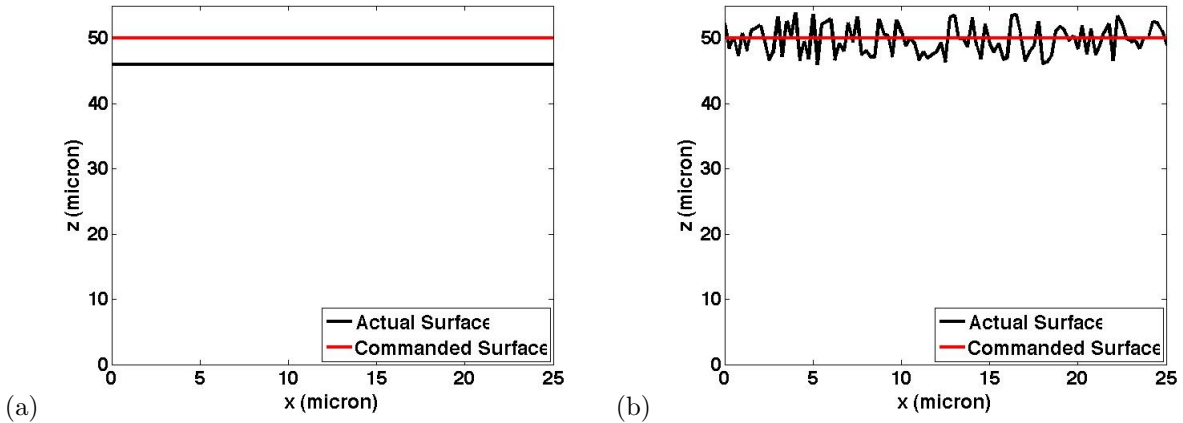 50
40
30
20
10
0
z (micron)
0 5 10 15 20 25
x (micron)
Actual Surface
Commanded Surface
(a)
50
40
30
20
10
0
z (micron)
0 5 10 15 20 25
x (micron)
Actual Surface
Commanded Surface
(b)